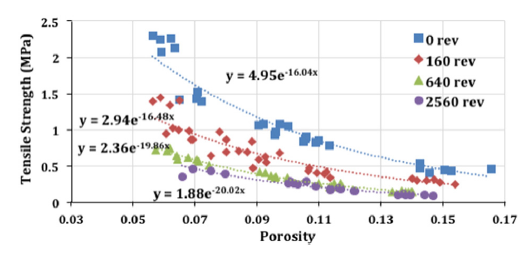 2.5
2
1.5
1
0.5
0
Tensile Strength (MPa)
0 rev
160 rev
640 rev
2560 rev
y = 4.95e^-16.04x
y = 2.94e^-16.48x
y = 2.36e^-19.86x
y = 1.88e^-20.02x
0.03 0.05 0.07 0.09 0.11 0.13 0.15 0.17
Porosity